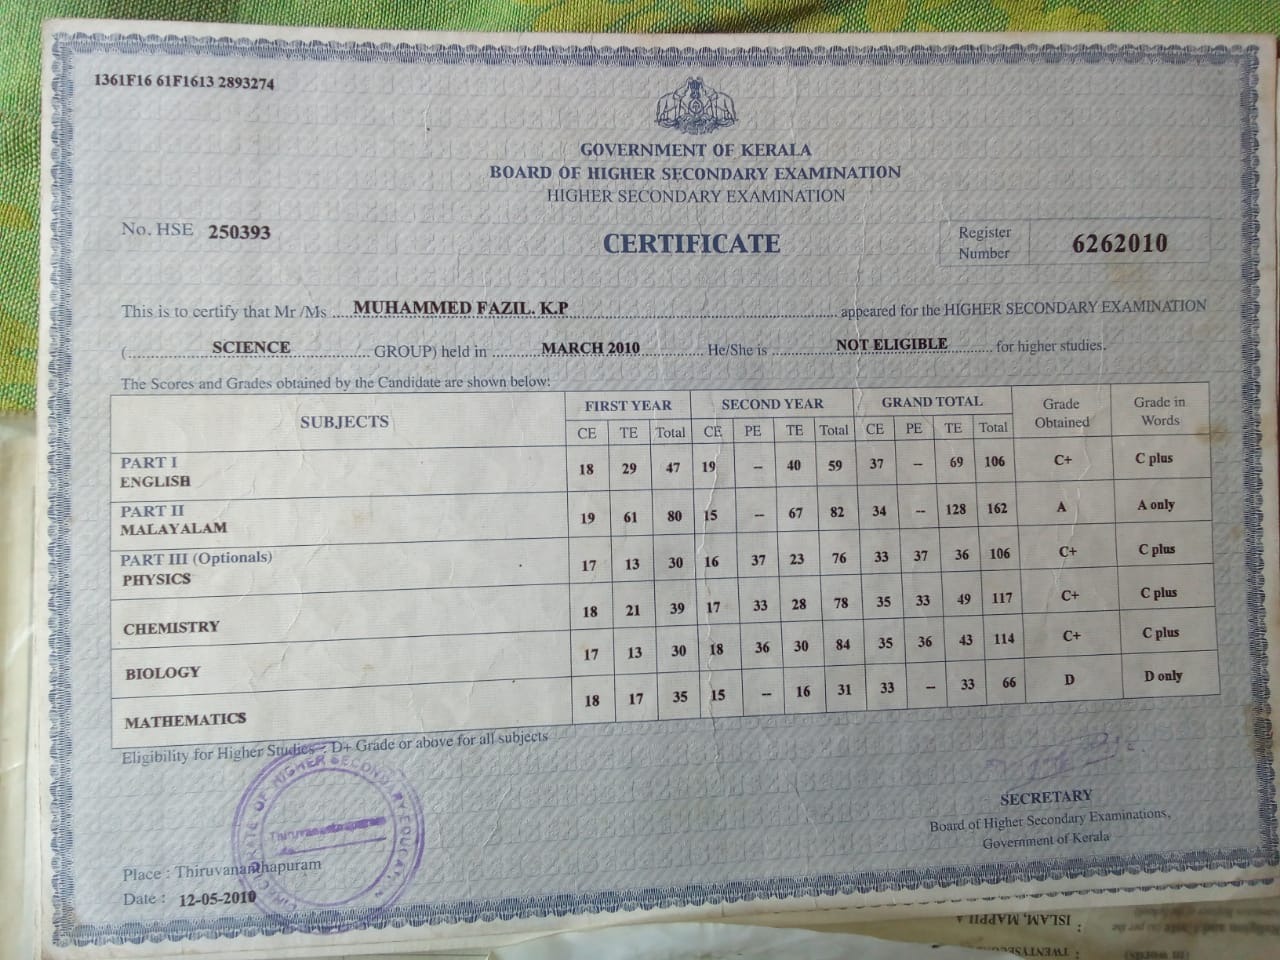 1361F16 61F1613 2893274
GOVERNMENT OF KERALA
BOARD OF HIGHER SECONDARY EXAMINATION
HIGHER SECONDARY EXAMINATION
No. HSE 250393
CERTIFICATE
Register Number 6262010
This is to certify that Mr /Ms MUHAMMED FAZIL. K.P appeared for the HIGHER SECONDARY EXAMINATION
( SCIENCE GROUP) held in MARCH 2010 He/She is NOT ELIGIBLE for higher studies.
The Scores and Grades obtained by the Candidate are shown below:
SUBJECTS FIRST YEAR SECOND YEAR GRAND TOTAL Grade Obtained Grade in Words
CE TE Total CE PE TE Total CE PE TE Total
PART I
ENGLISH 18 29 47 19 -- 40 59 37 -- 69 106 C+ C plus
PART II
MALAYALAM 19 61 80 15 -- 67 82 34 -- 128 162 A A only
PART III (Optionals)
PHYSICS 17 13 30 16 37 23 76 33 37 36 106 C+ C plus
CHEMISTRY 18 21 39 17 33 28 78 35 33 49 117 C+ C plus
BIOLOGY 17 13 30 18 36 30 84 35 36 43 114 C+ C plus
MATHEMATICS 18 17 35 15 -- 16 31 33 -- 33 66 D D only
Eligibility for Higher Studies : D+ Grade or above for all subjects
OF HIGHER SECONDARY
SECRETARY
Board of Higher Secondary Examinations,
Government of Kerala
Place : Thiruvananthapuram
Date : 12-05-2010
: ISLAM, MAPPILA